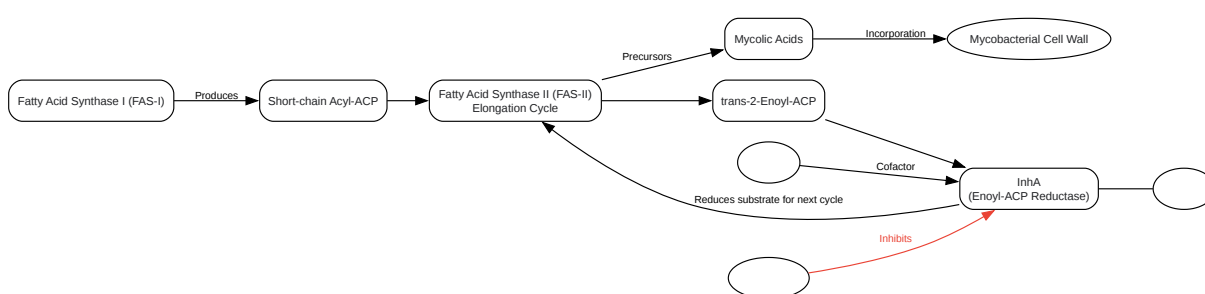 Mycolic Acids
Incorporation
Mycobacterial Cell Wall
Precursors
Fatty Acid Synthase I (FAS-I)
Produces
Short-chain Acyl-ACP
Fatty Acid Synthase II (FAS-II)
Elongation Cycle
trans-2-Enoyl-ACP
Cofactor
InhA
(Enoyl-ACP Reductase)
Reduces substrate for next cycle
Inhibits